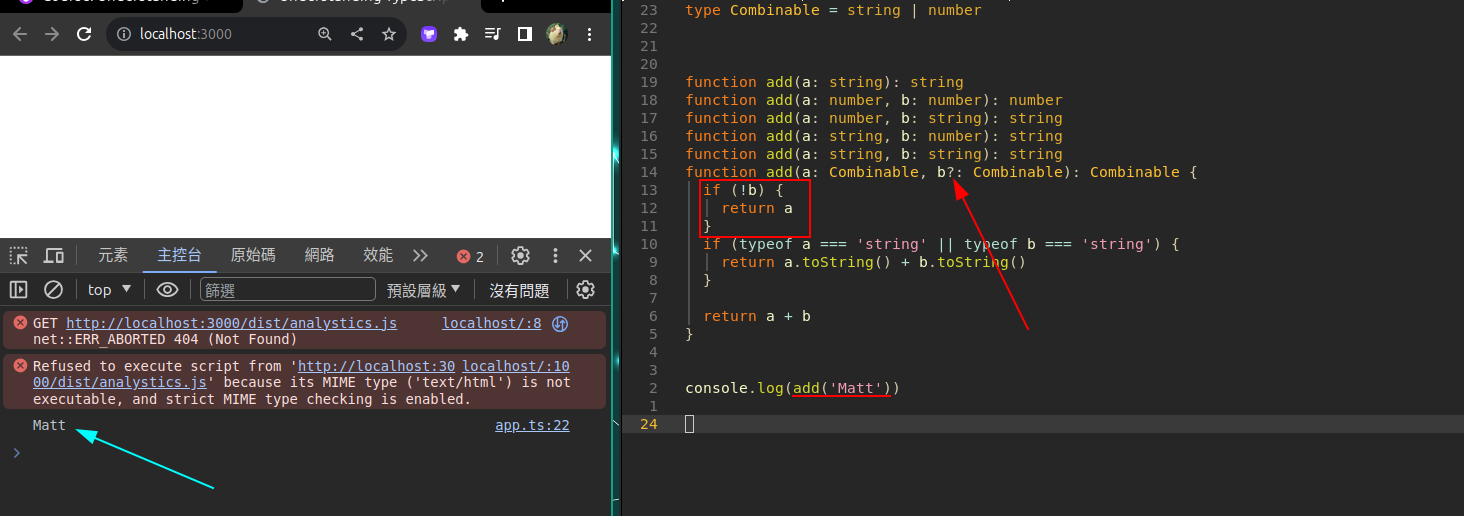 localhost:3000
元素
主控台
原始碼
網路
效能
2
top
篩選
預設層級
沒有問題
GET http://localhost:3000/dist/analystics.js localhost/:8
net::ERR_ABORTED 404 (Not Found)
Refused to execute script from 'http://localhost:30 localhost/:10
00/dist/analystics.js' because its MIME type ('text/html') is not
executable, and strict MIME type checking is enabled.
Matt app.ts:22
23 type Combinable = string | number
22
21
20
19 function add(a: string): string
18 function add(a: number, b: number): number
17 function add(a: number, b: string): string
16 function add(a: string, b: number): string
15 function add(a: string, b: string): string
14 function add(a: Combinable, b?: Combinable): Combinable {
13 if (!b) {
12 return a
11 }
10 if (typeof a === 'string' || typeof b === 'string') {
9 return a.toString() + b.toString()
8 }
7
6 return a + b
5 }
4
3
2 console.log(add('Matt'))
1
24